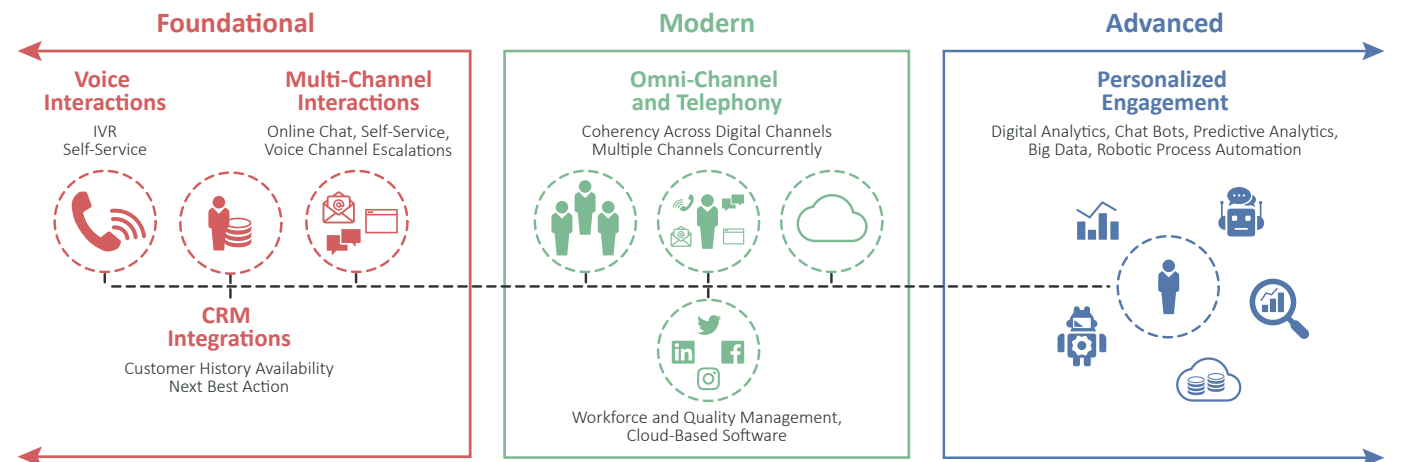 Foundational
Modern
Advanced
Voice
Interactions
IVR
Self-Service
Multi-Channel
Interactions
Online Chat, Self-Service,
Voice Channel Escalations
CRM
Integrations
Customer History Availability
Next Best Action
Omni-Channel
and Telephony
Coherency Across Digital Channels
Multiple Channels Concurrently
in
Workforce and Quality Management,
Cloud-Based Software
Personalized
Engagement
Digital Analytics, Chat Bots, Predictive Analytics,
Big Data, Robotic Process Automation